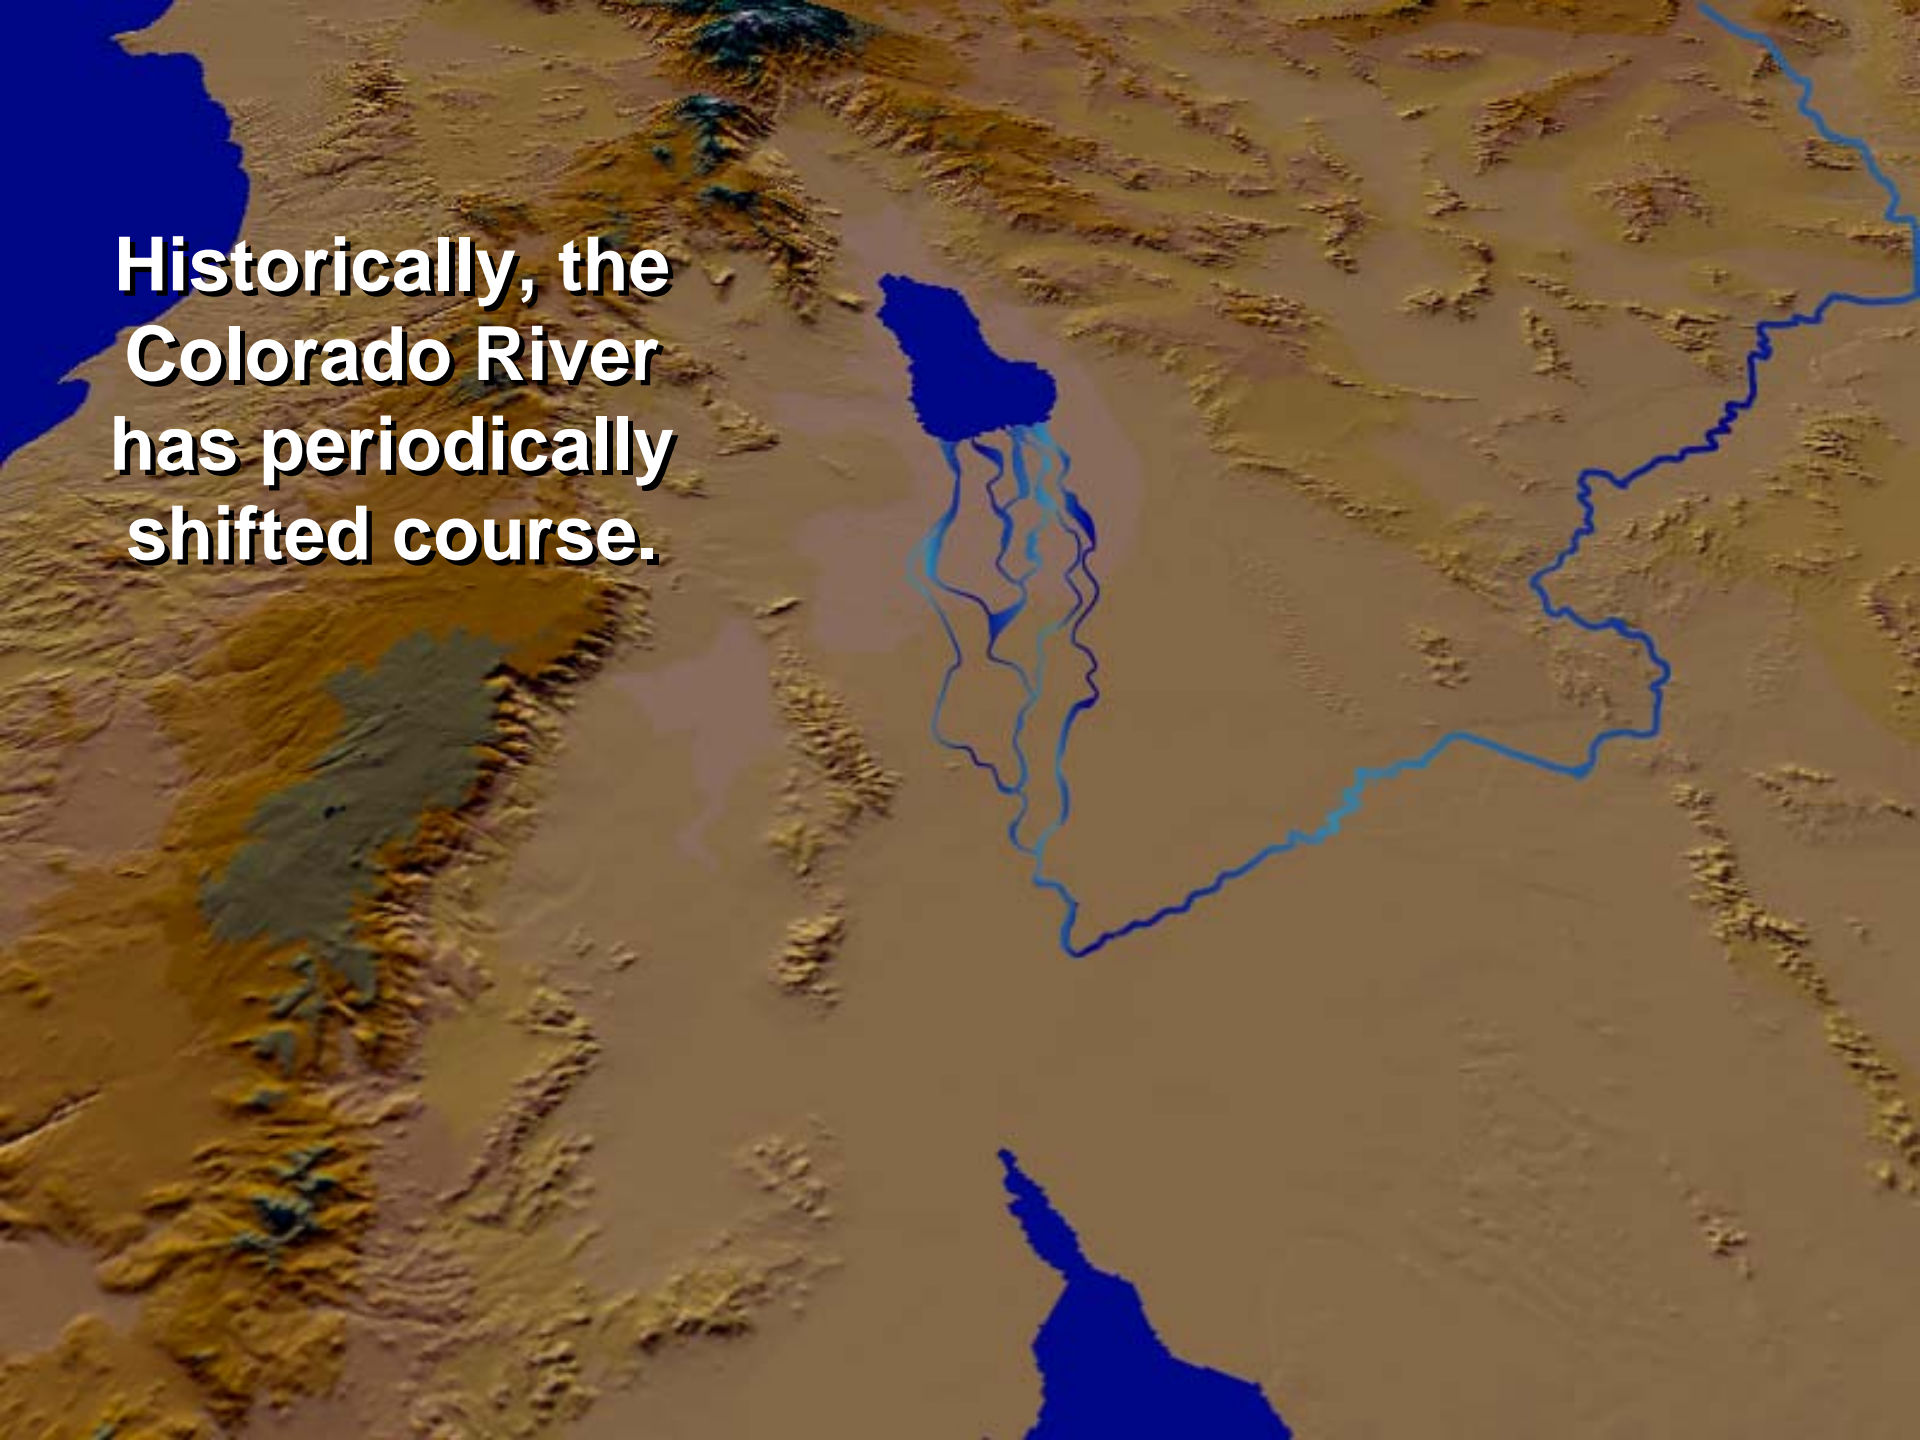 Historically, the
Colorado River
has periodically
shifted course.